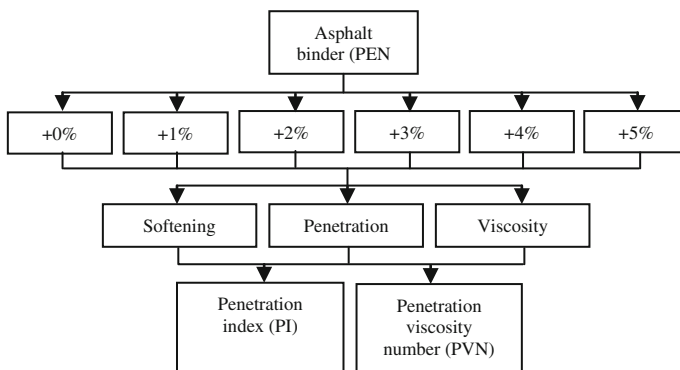 Asphalt
binder (PEN
+0%
+1%
+2%
+3%
+4%
+5%
Softening
Penetration
Viscosity
Penetration
index (PI)
Penetration
viscosity
number (PVN)